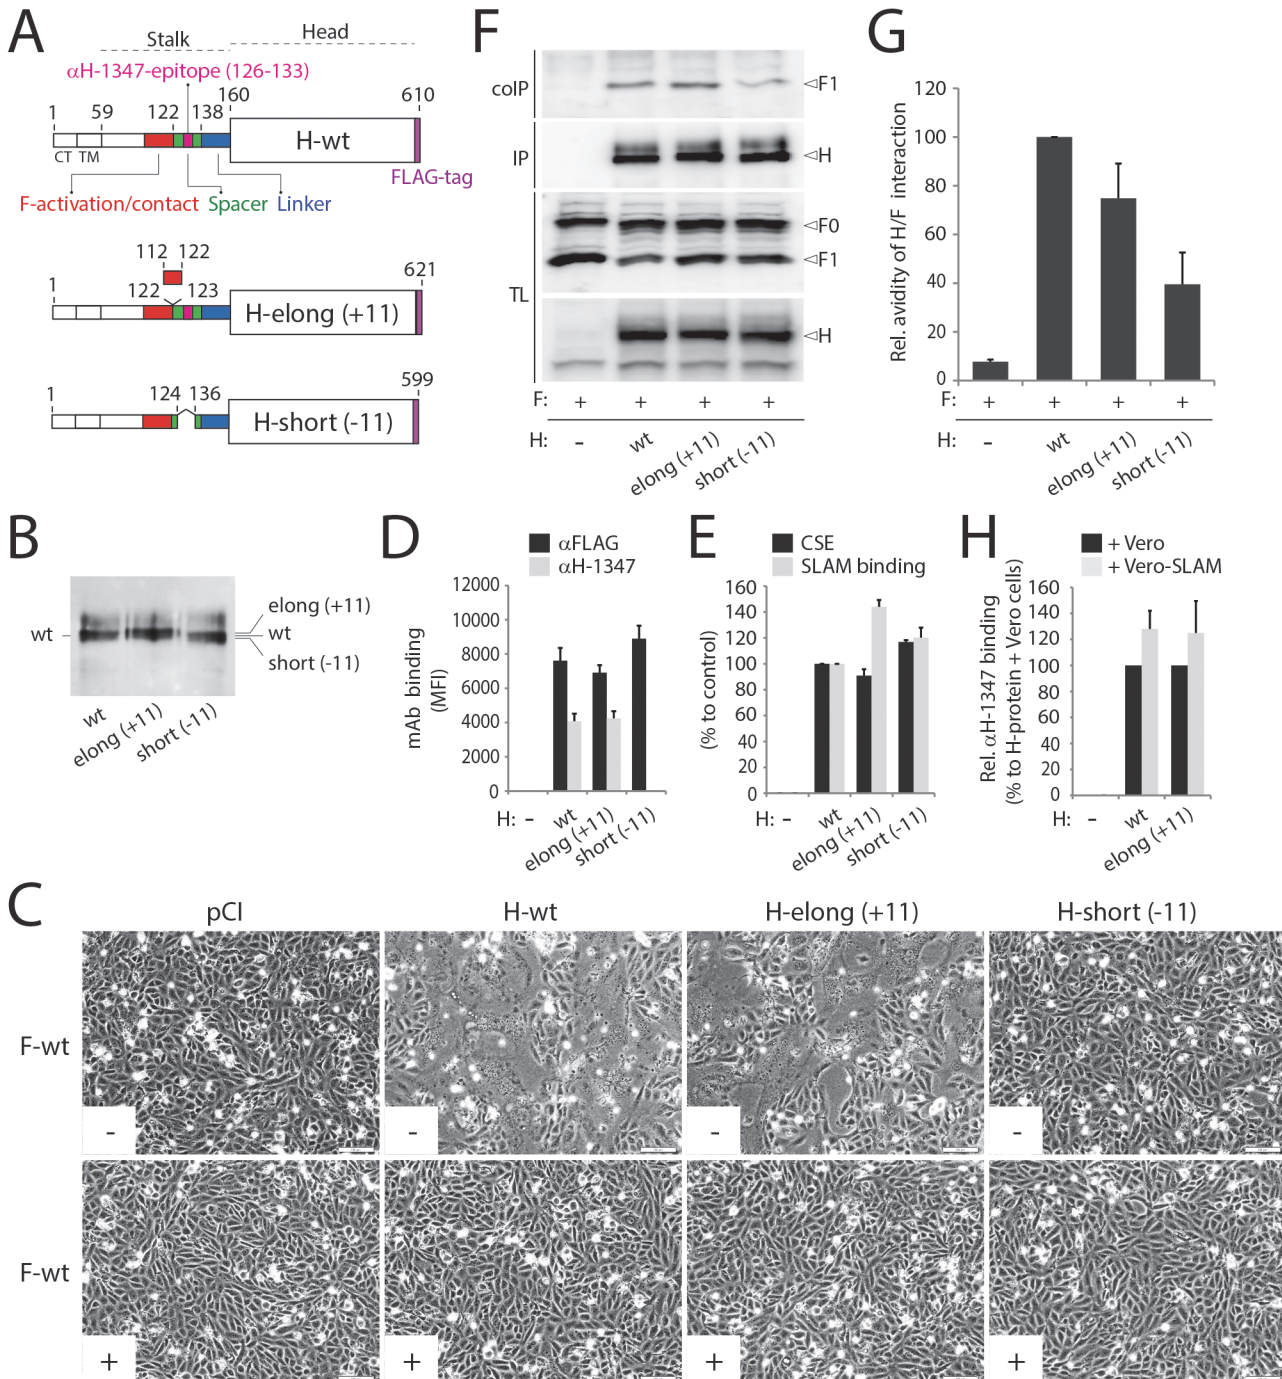 A
Stalk
Head
αH-1347-epitope (126-133)
1
59
122
138
160
610
CT
TM
H-wt
FLAG-tag
F-activation/contact
Spacer
Linker
112
122
1
122
123
621
H-elong (+11)
1
124
136
599
H-short (-11)
F
coIP
F1
IP
H
F0
F1
TL
H
F: + + + +
H: - wt elong (+11) short (-11)
G
Rel. avidity of H/F interaction
120
100
80
60
40
20
0
F: + + + +
H: - wt elong (+11) short (-11)
B
wt
elong (+11)
wt
short (-11)
wt
elong (+11)
short (-11)
D
αFLAG
αH-1347
mAb binding
(MFI)
12000
10000
8000
6000
4000
2000
0
H: - wt elong (+11) short (-11)
E
CSE
SLAM binding
(% to control)
160
140
120
100
80
60
40
20
0
H: - wt elong (+11) short (-11)
H
+ Vero
+ Vero-SLAM
Rel. αH-1347 binding
(% to H-protein + Vero cells)
160
140
120
100
80
60
40
20
0
H: - wt elong (+11)
C
pCI
H-wt
H-elong (+11)
H-short (-11)
F-wt
- - - -
F-wt
+ + + +